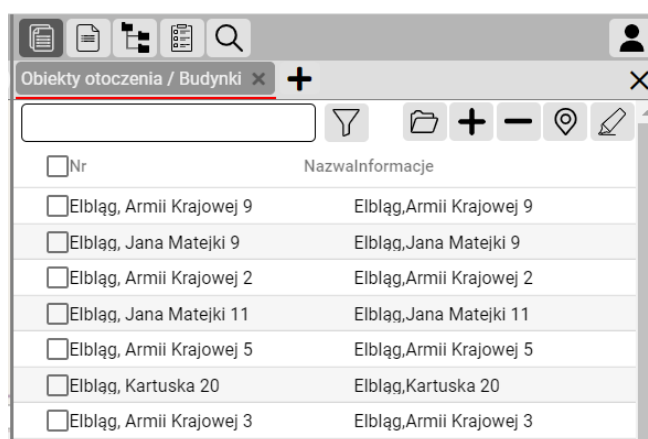 Obiekty otoczenia / Budynki
Nr NazwaInformacje
Elbląg, Armii Krajowej 9 Elbląg,Armii Krajowej 9
Elbląg, Jana Matejki 9 Elbląg,Jana Matejki 9
Elbląg, Armii Krajowej 2 Elbląg,Armii Krajowej 2
Elbląg, Jana Matejki 11 Elbląg,Jana Matejki 11
Elbląg, Armii Krajowej 5 Elbląg,Armii Krajowej 5
Elbląg, Kartuska 20 Elbląg,Kartuska 20
Elbląg, Armii Krajowej 3 Elbląg,Armii Krajowej 3